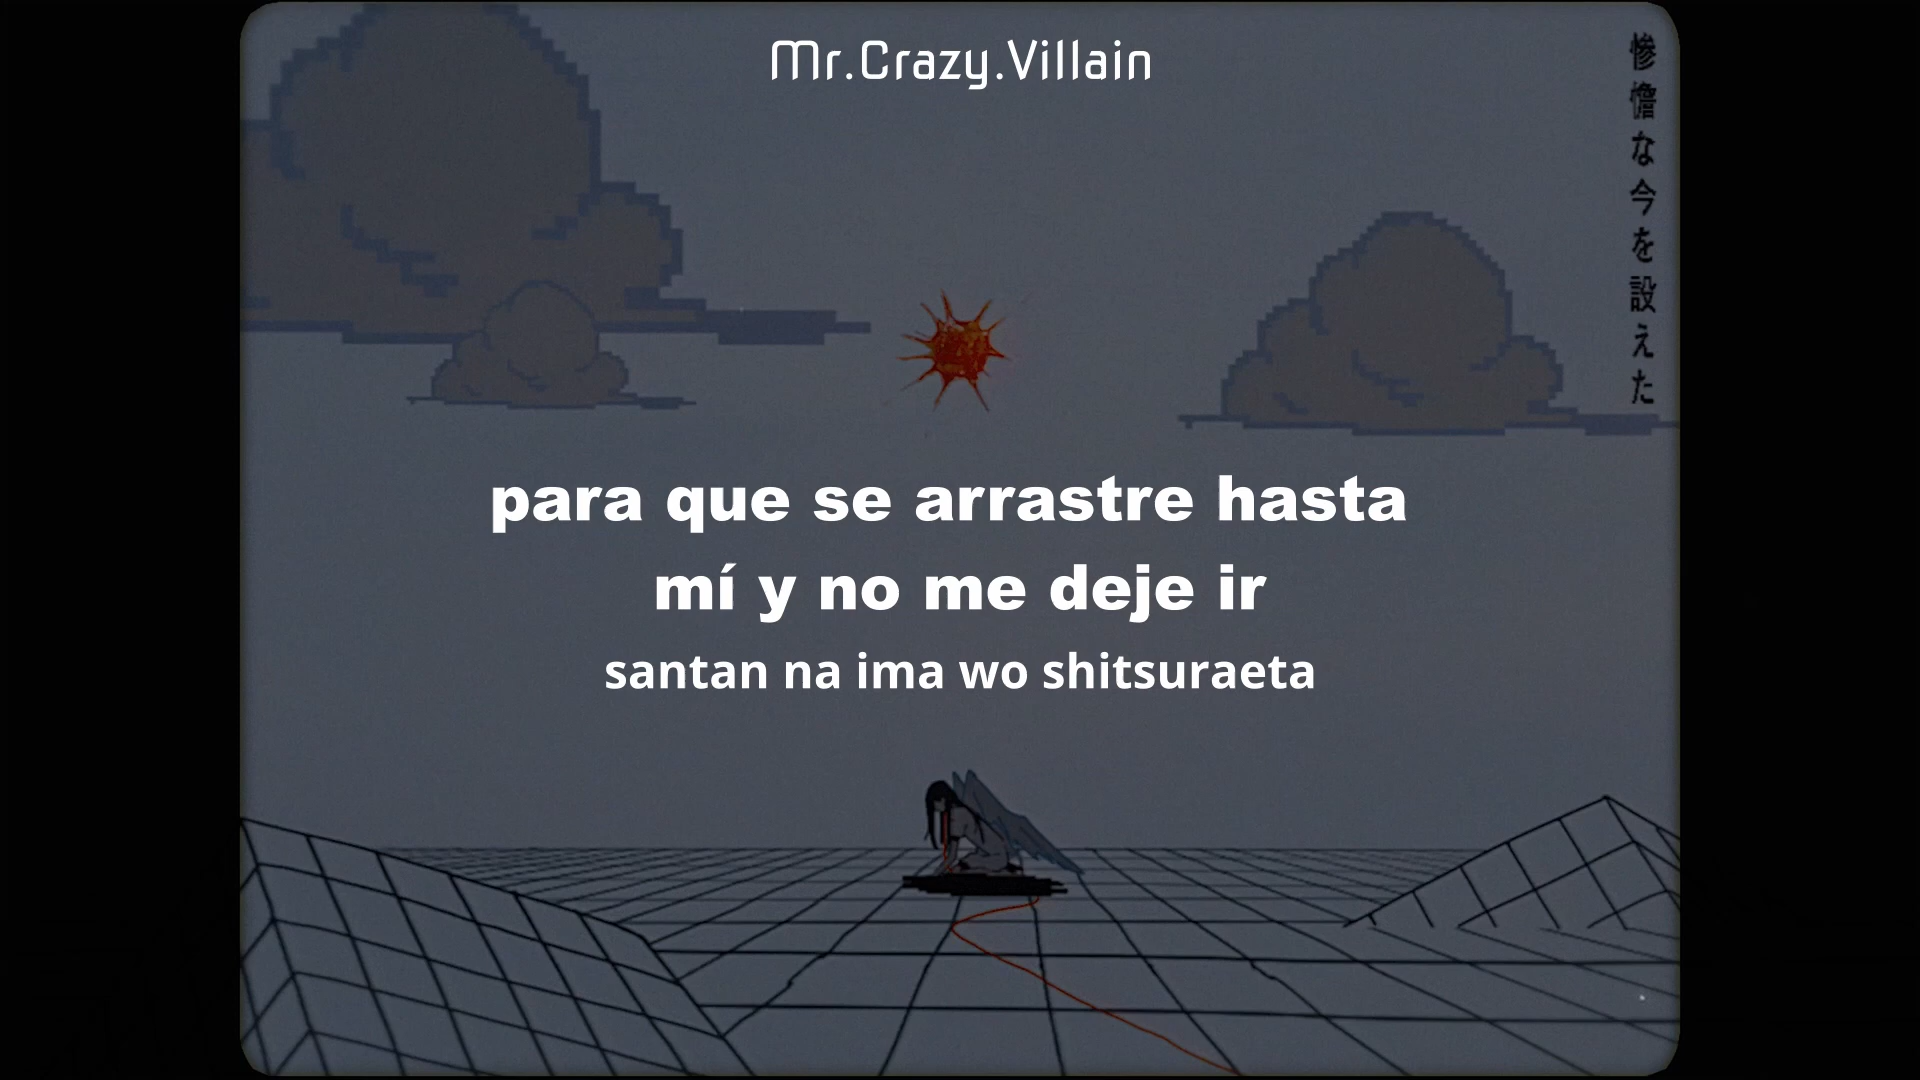 Mr.Crazy.Villain
惨憺な今を設えた
para que se arrastre hasta
mí y no me deje ir
santan na ima wo shitsuraeta